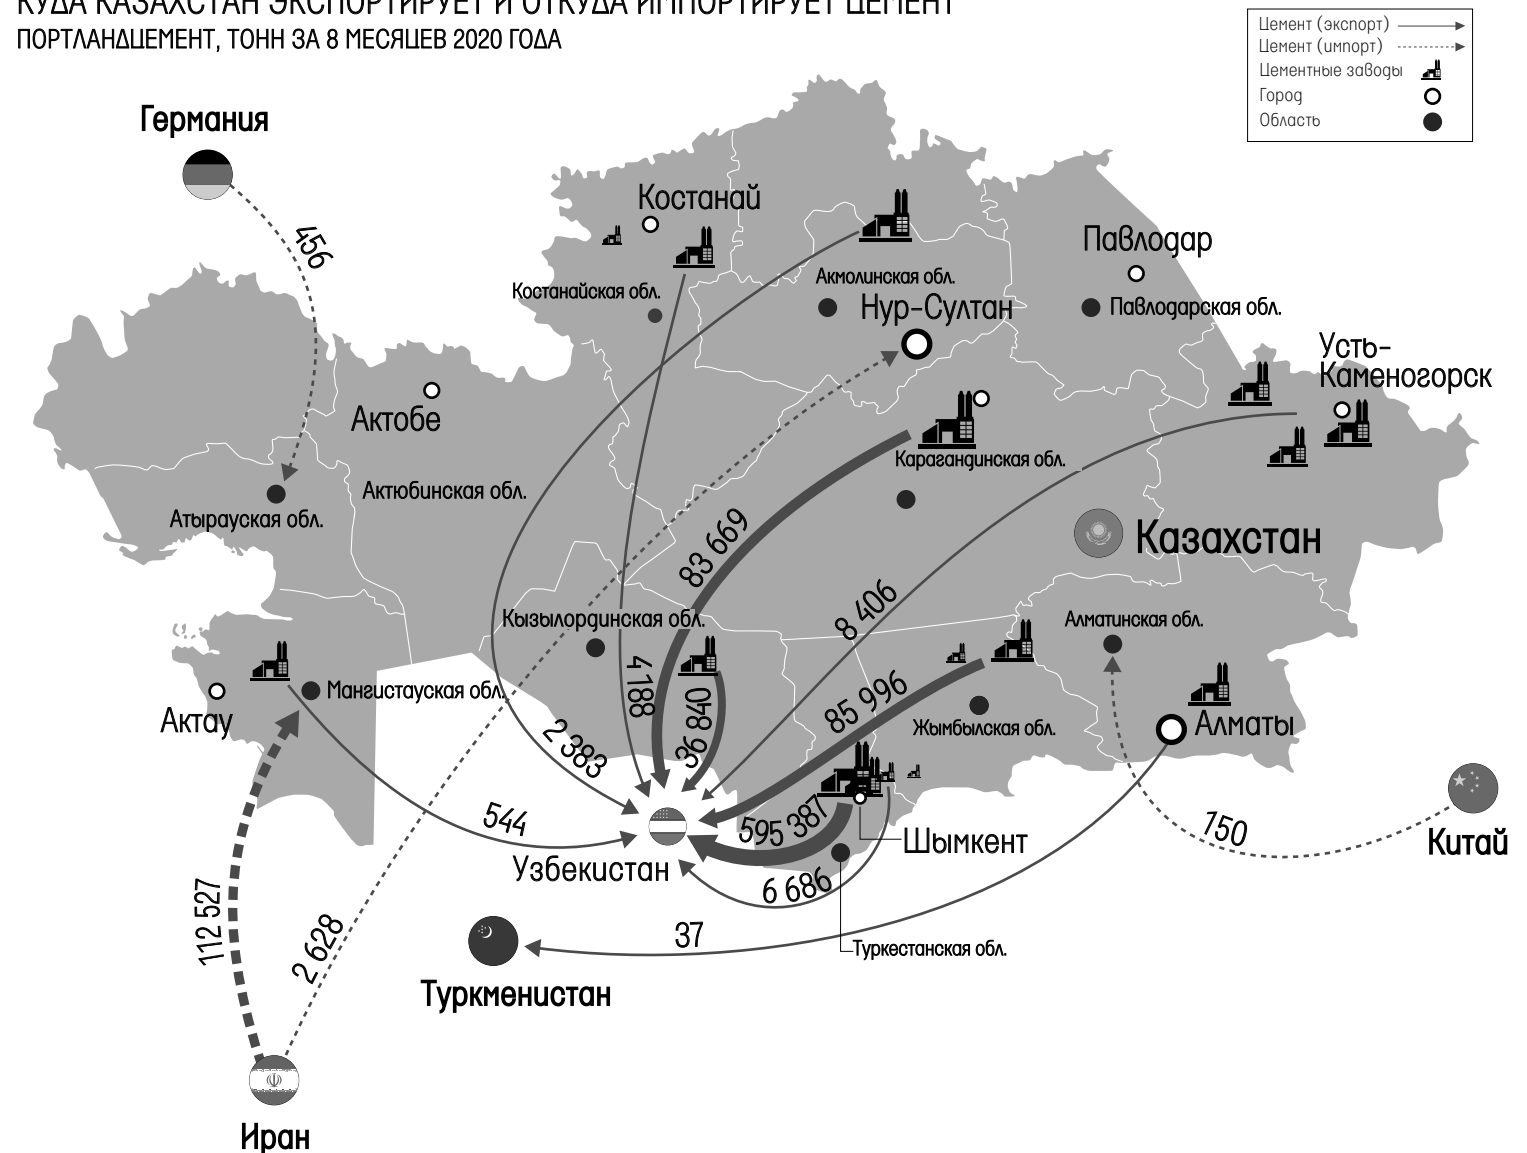 КУДА КАЗАХСТАН ЭКСПОРТИРУЕТ И ОТКУДА ИМПОРТИРУЕТ ЦЕМЕНТ
ПОРТЛАНДЦЕМЕНТ, ТОНН ЗА 8 МЕСЯЦЕВ 2020 ГОДА
Цемент (экспорт)
Цемент (импорт)
Цементные заводы
Город
Область
Германия
456
Костанай
Костанайская обл.
Акмолинская обл.
Нур-Султан
Павлодар
Павлодарская обл.
Усть-
Каменогорск
Актобе
Актюбинская обл.
Атырауская обл.
Карагандинская обл.
Казахстан
83 669
8 406
Кызылординская обл.
Алматинская обл.
4 188
36 840
85 996
Мангистауская обл.
Актау
Жымбылская обл.
Алматы
2 383
544
595 387
Шымкент
Узбекистан
6 686
150
Китай
112 527
2 628
37
Туркестанская обл.
Туркменистан
Иран